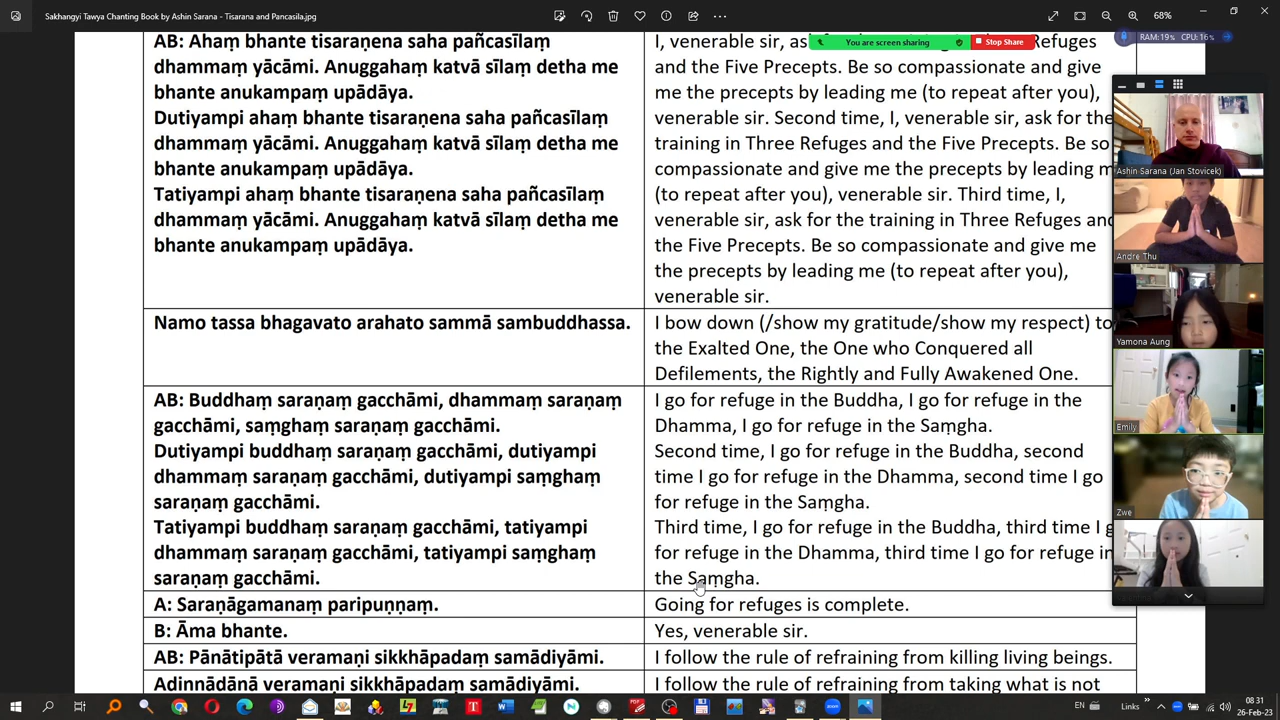 Sakhangyi Tawya Chanting Book by Ashin Sarana - Tisarana and Pancasila.jpg
68%
You are screen sharing
Stop Share
RAM:19% CPU:16%
AB: Ahaṃ bhante tisaraṇena saha pañcasīlaṃ
dhammaṃ yācāmi. Anuggahaṃ katvā sīlaṃ detha me
bhante anukampaṃ upādāya.
Dutiyampi ahaṃ bhante tisaraṇena saha pañcasīlaṃ
dhammaṃ yācāmi. Anuggahaṃ katvā sīlaṃ detha me
bhante anukampaṃ upādāya.
Tatiyampi ahaṃ bhante tisaraṇena saha pañcasīlaṃ
dhammaṃ yācāmi. Anuggahaṃ katvā sīlaṃ detha me
bhante anukampaṃ upādāya.
I, venerable sir, Refuges
and the Five Precepts. Be so compassionate and give
me the precepts by leading me (to repeat after you),
venerable sir. Second time, I, venerable sir, ask for the
training in Three Refuges and the Five Precepts. Be so
compassionate and give me the precepts by leading
(to repeat after you), venerable sir. Third time, I,
venerable sir, ask for the training in Three Refuges
the Five Precepts. Be so compassionate and give me
the precepts by leading me (to repeat after you),
venerable sir.
Namo tassa bhagavato arahato sammā sambuddhassa.
I bow down (/show my gratitude/show my respect) to
the Exalted One, the One who Conquered all
Defilements, the Rightly and Fully Awakened One.
AB: Buddhaṃ saraṇaṃ gacchāmi, dhammaṃ saraṇaṃ
gacchāmi, saṃghaṃ saraṇaṃ gacchāmi.
Dutiyampi buddhaṃ saraṇaṃ gacchāmi, dutiyampi
dhammaṃ saraṇaṃ gacchāmi, dutiyampi saṃghaṃ
saraṇaṃ gacchāmi.
Tatiyampi buddhaṃ saraṇaṃ gacchāmi, tatiyampi
dhammaṃ saraṇaṃ gacchāmi, tatiyampi saṃghaṃ
saraṇaṃ gacchāmi.
I go for refuge in the Buddha, I go for refuge in the
Dhamma, I go for refuge in the Saṃgha.
Second time, I go for refuge in the Buddha, second
time I go for refuge in the Dhamma, second time I go
for refuge in the Saṃgha.
Third time, I go for refuge in the Buddha, third time I
for refuge in the Dhamma, third time I go for refuge in
the Saṃgha.
A: Saraṇāgamanaṃ paripuṇṇaṃ.
Going for refuges is complete.
B: Āma bhante.
Yes, venerable sir.
AB: Pānātipātā veramaṇi sikkhāpadaṃ samādiyāmi.
I follow the rule of refraining from killing living beings.
Adinnādānā veramaṇi sikkhāpadaṃ samādiyāmi.
I follow the rule of refraining from taking what is not
Ashin Sarana (Jan Stovicek)
Andre Thu
Yamona Aung
Emily
Zwe
EN
Links
08:31
26-Feb-23